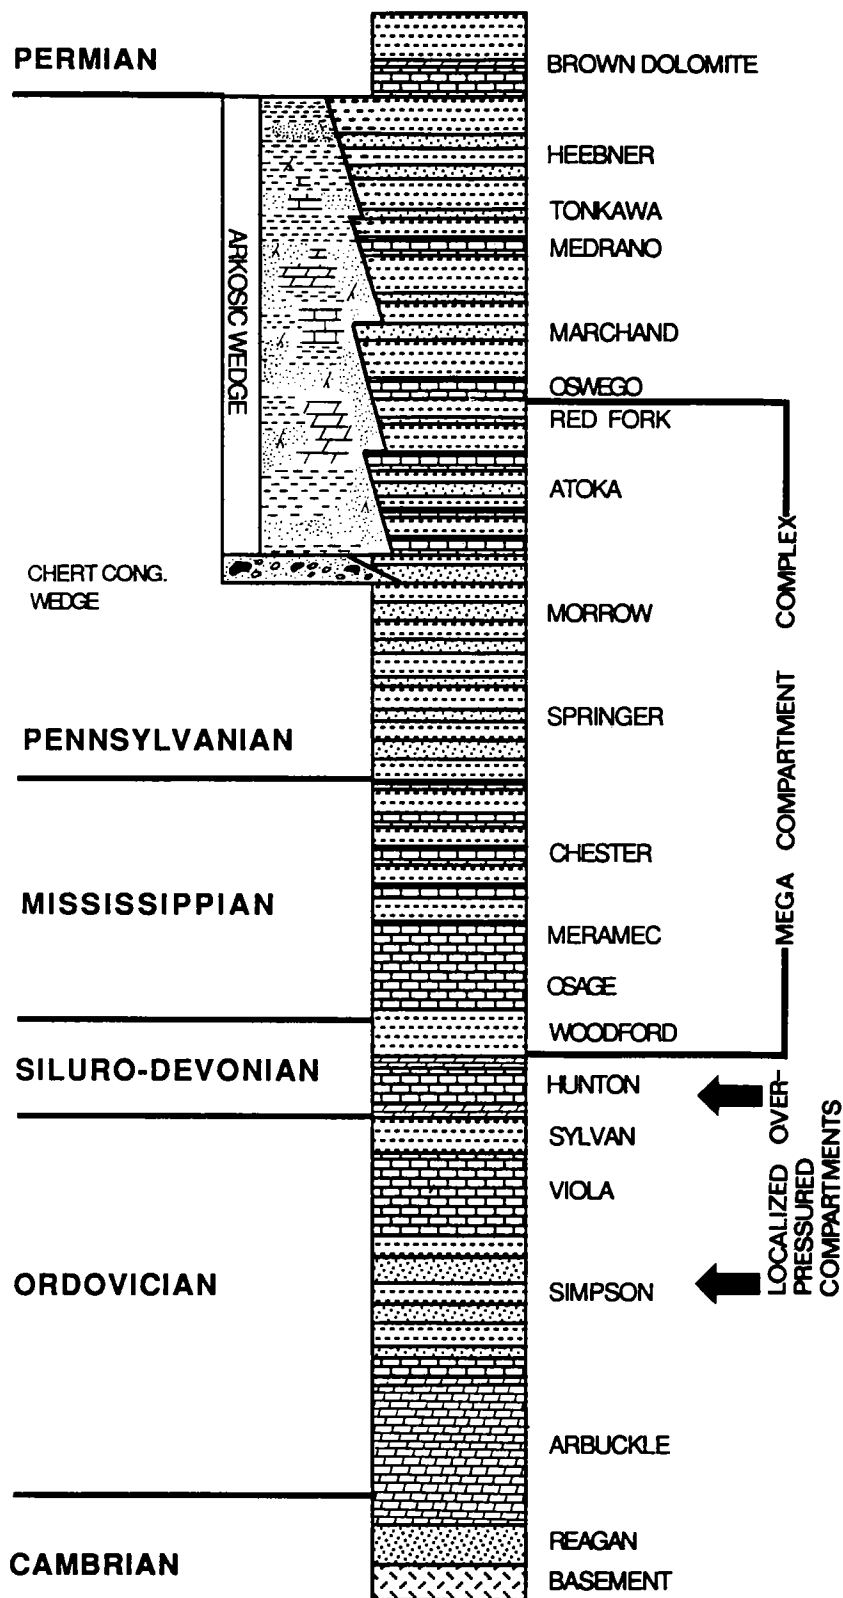 PERMIAN
BROWN DOLOMITE
HEEBNER
TONKAWA
MEDRANO
ARKOSIC WEDGE
MARCHAND
OSWEGO
RED FORK
ATOKA
CHERT CONG.
WEDGE
MORROW
SPRINGER
PENNSYLVANIAN
MEGA COMPARTMENT COMPLEX
CHESTER
MISSISSIPPIAN
MERAMEC
OSAGE
WOODFORD
SILURO-DEVONIAN
HUNTON
SYLVAN
VIOLA
LOCALIZED OVER-
PRESSURED
COMPARTMENTS
ORDOVICIAN
SIMPSON
ARBUCKLE
REAGAN
CAMBRIAN
BASEMENT